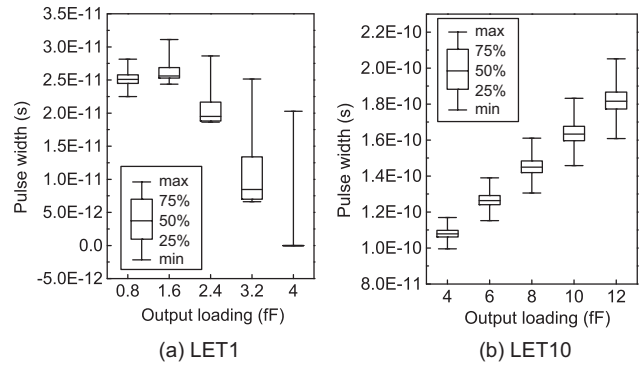 3.5E-11
3.0E-11
2.5E-11
2.0E-11
1.5E-11
1.0E-11
5.0E-12
0.0
-5.0E-12
Pulse width (s)
max
75%
50%
25%
min
0.8 1.6 2.4 3.2 4
Output loading (fF)
(a) LET1
2.2E-10
2.0E-10
1.8E-10
1.6E-10
1.4E-10
1.2E-10
1.0E-10
8.0E-11
Pulse width (s)
max
75%
50%
25%
min
4 6 8 10 12
Output loading (fF)
(b) LET10